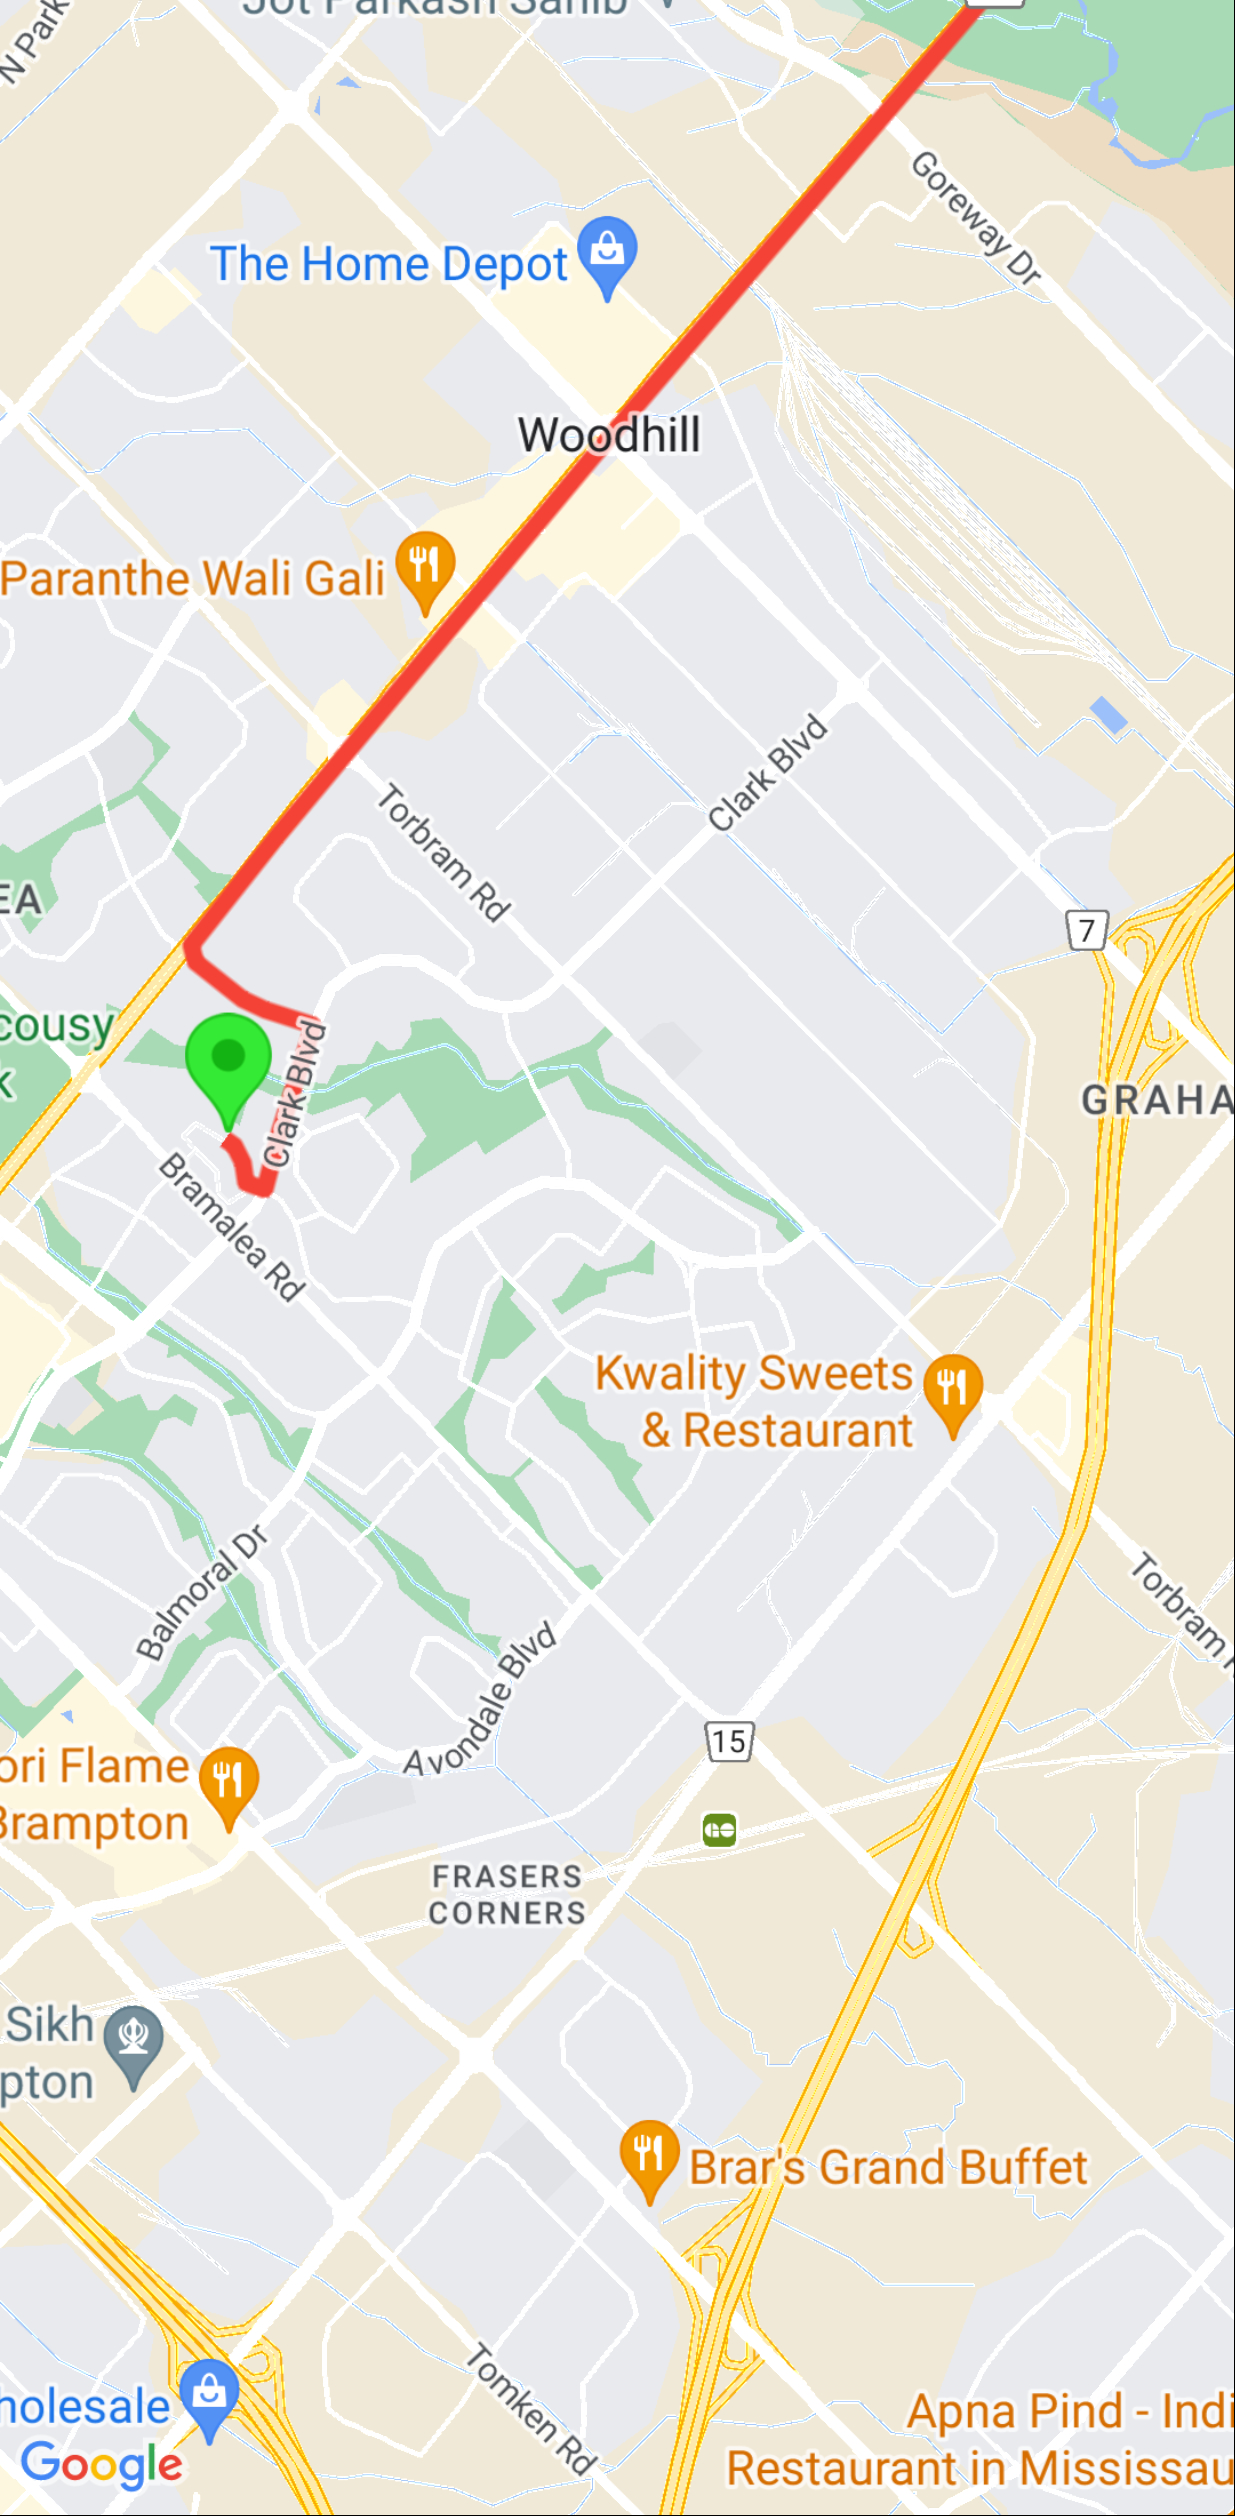 Jot Parkash Sahib
N Park
Goreway Dr
The Home Depot
Woodhill
Paranthe Wali Gali
Torbram Rd
Clark Blvd
EA
7
cousy
k
Clark Blvd
GRAHA
Bramalea Rd
Kwality Sweets
& Restaurant
Balmoral Dr
Torbram R
Avondale Blvd
15
ori Flame
Brampton
FRASERS
CORNERS
Sikh
pton
Brar's Grand Buffet
Tomken Rd
holesale
Apna Pind - Indi
Restaurant in Mississau
Google